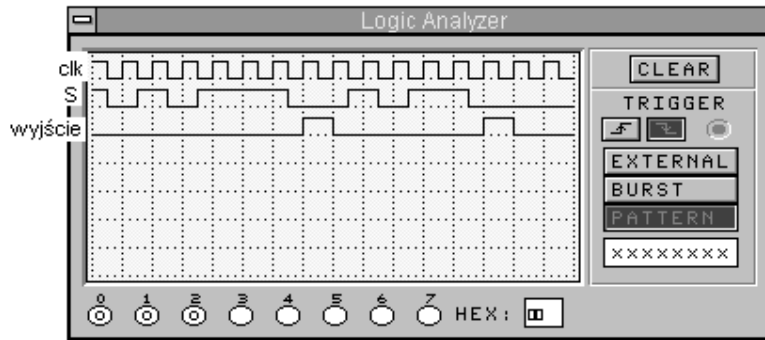 Logic Analyzer
clk
S
wyjście
CLEAR
TRIGGER
EXTERNAL
BURST
PATTERN
xxxxxxxx
0 1 2 3 4 5 6 7 HEX: